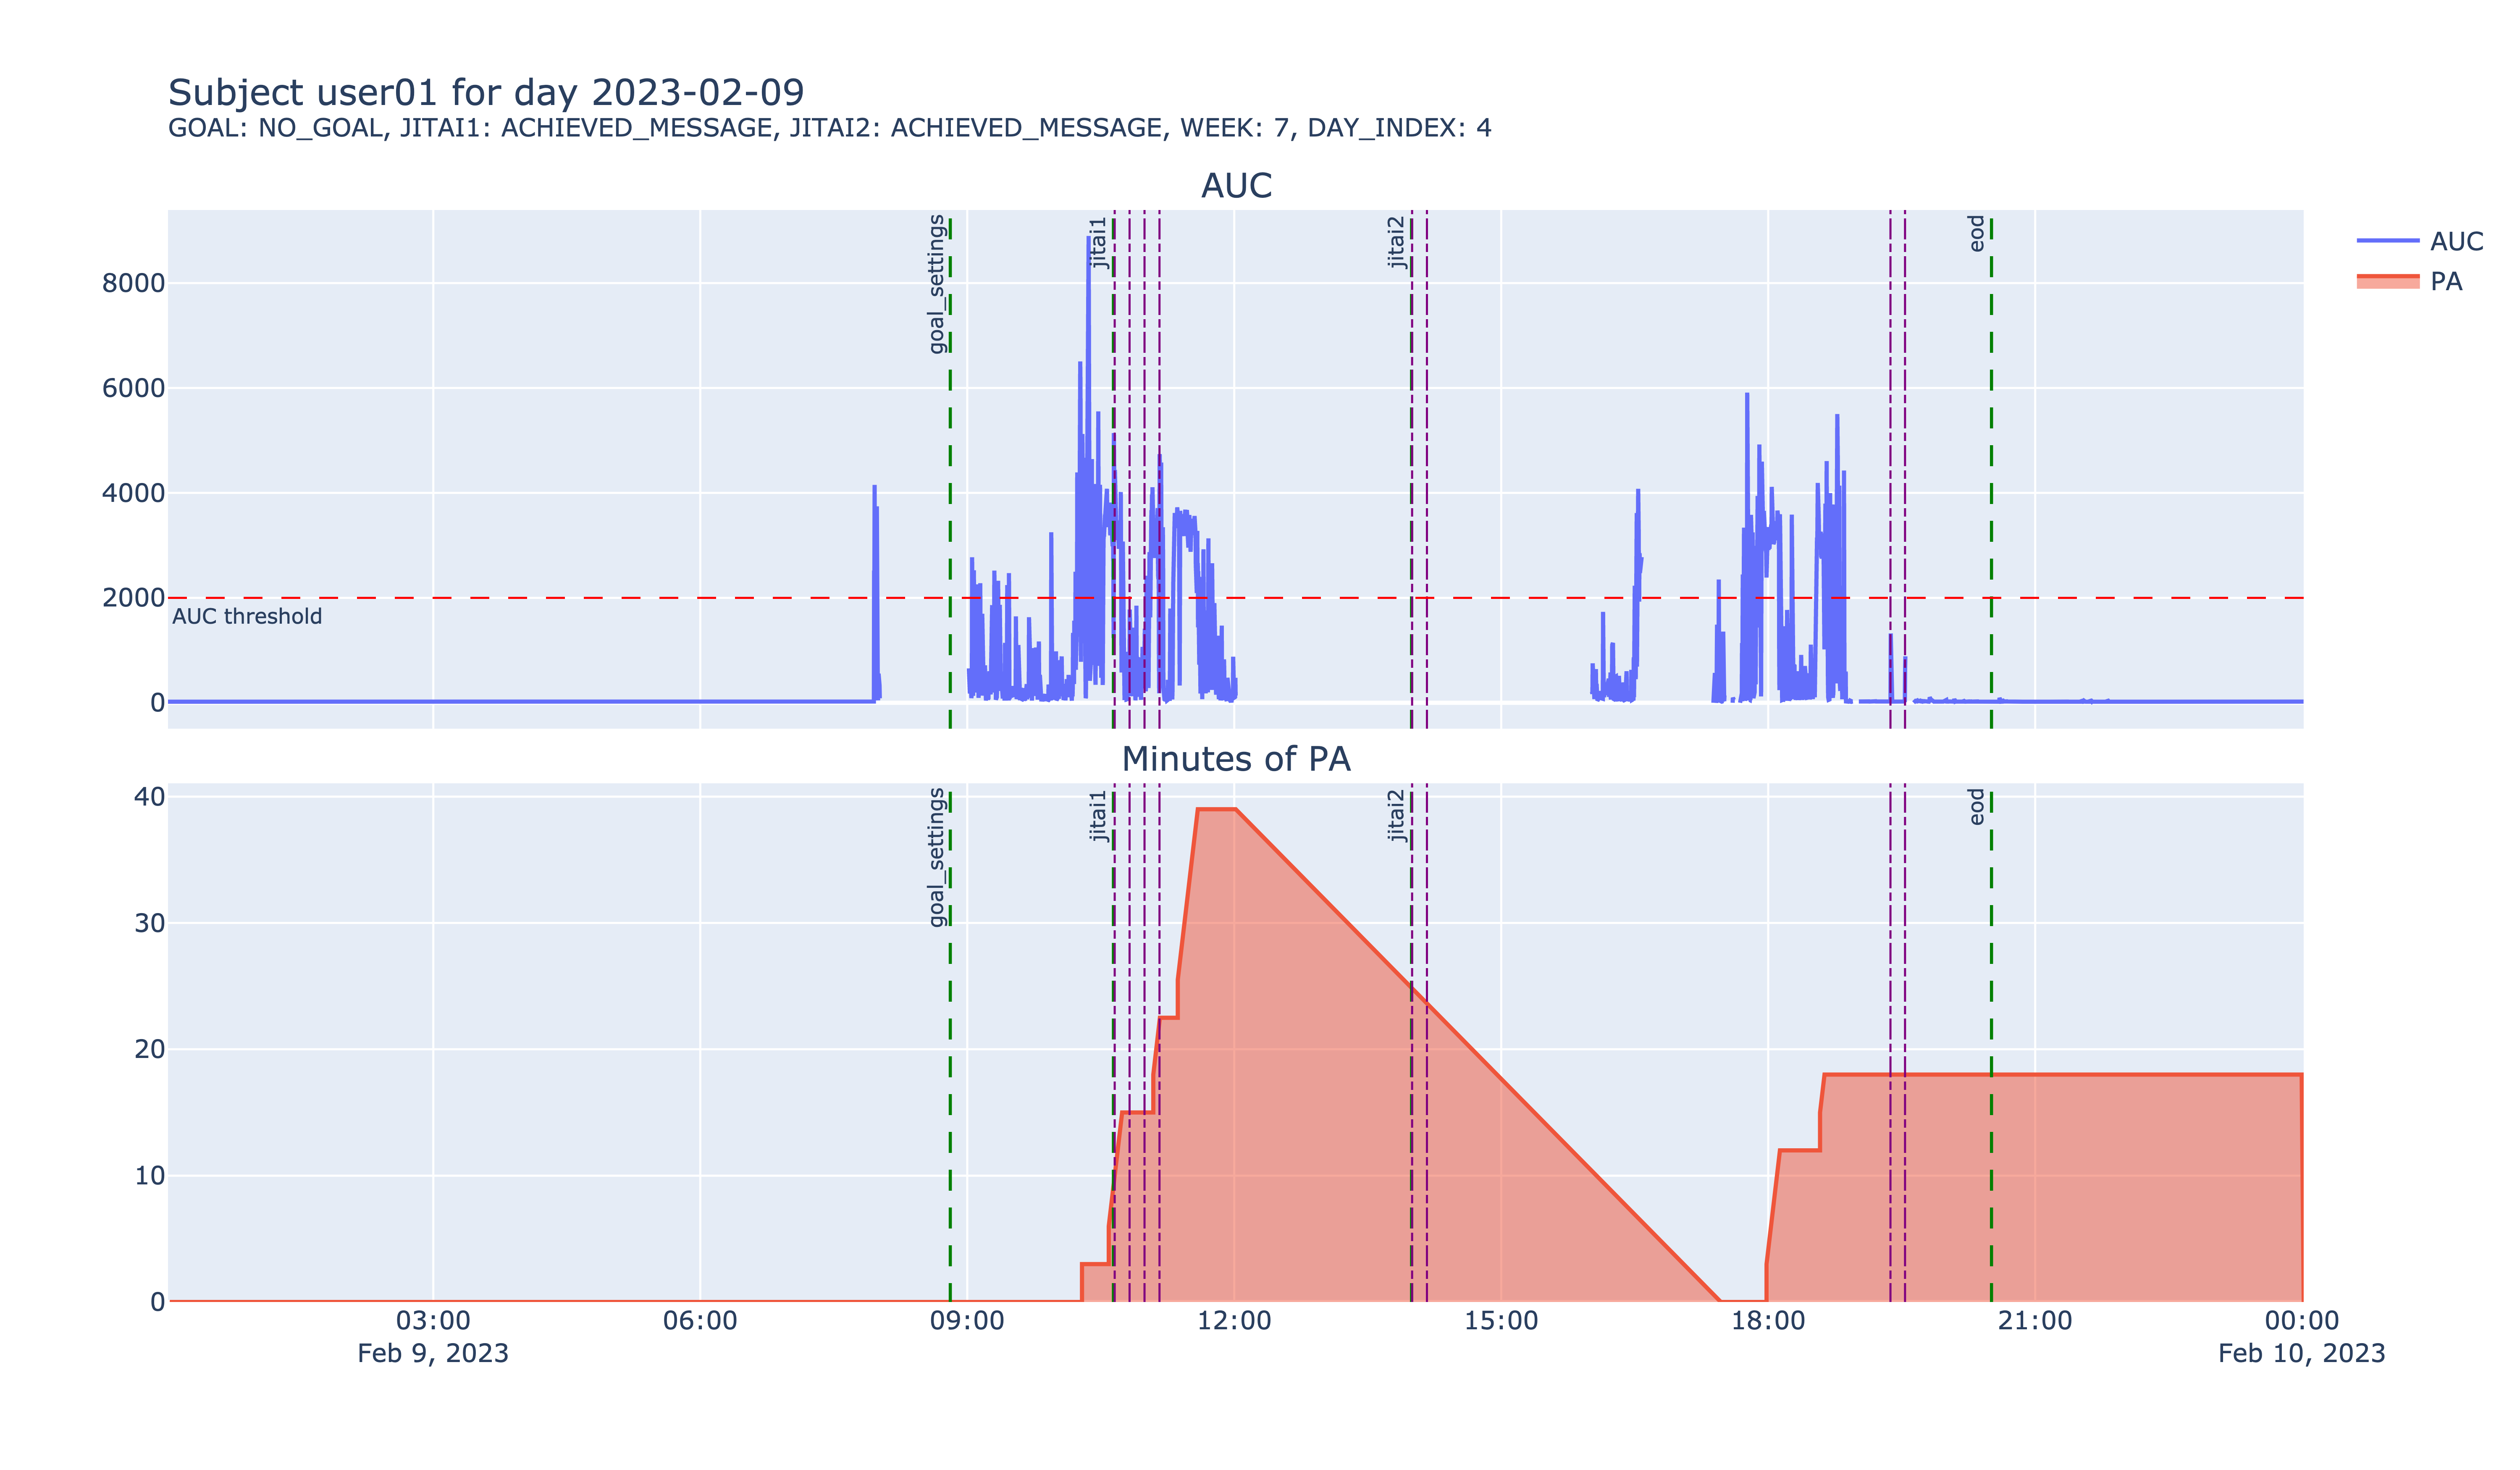 Subject user01 for day 2023-02-09
GOAL: NO_GOAL, JITAI1: ACHIEVED_MESSAGE, JITAI2: ACHIEVED_MESSAGE, WEEK: 7, DAY_INDEX: 4
AUC
goal_settings
jitai1
jitai2
eod
AUC
PA
8000
6000
4000
2000
0
AUC threshold
Minutes of PA
goal_settings
jitai1
jitai2
eod
40
30
20
10
0
03:00 06:00 09:00 12:00 15:00 18:00 21:00 00:00
Feb 9, 2023 Feb 10, 2023